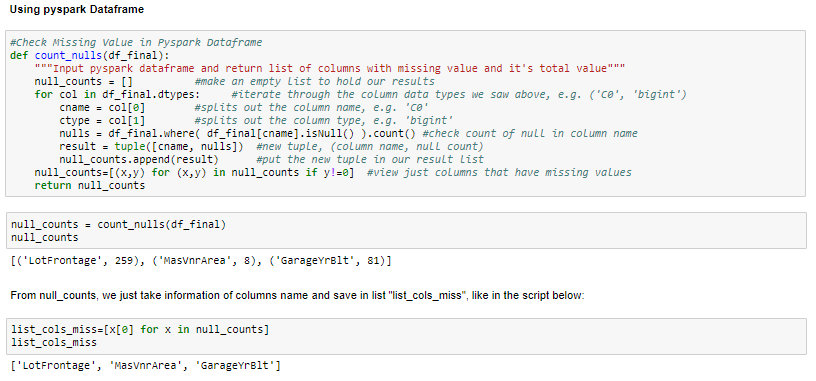 Using pyspark Dataframe
#Check Missing Value in Pyspark Dataframe
def count_nulls(df_final):
    """Input pyspark dataframe and return list of columns with missing value and it's total value"""
    null_counts = []          #make an empty list to hold our results
    for col in df_final.dtypes:     #iterate through the column data types we saw above, e.g. ('C0', 'bigint')
        cname = col[0]        #splits out the column name, e.g. 'C0'
        ctype = col[1]        #splits out the column type, e.g. 'bigint'
        nulls = df_final.where( df_final[cname].isNull() ).count() #check count of null in column name
        result = tuple([cname, nulls])  #new tuple, (column name, null count)
        null_counts.append(result)      #put the new tuple in our result list
    null_counts=[(x,y) for (x,y) in null_counts if y!=0]  #view just columns that have missing values
    return null_counts
null_counts = count_nulls(df_final)
null_counts
[('LotFrontage', 259), ('MasVnrArea', 8), ('GarageYrBlt', 81)]
From null_counts, we just take information of columns name and save in list "list_cols_miss", like in the script below:
list_cols_miss=[x[0] for x in null_counts]
list_cols_miss
['LotFrontage', 'MasVnrArea', 'GarageYrBlt']